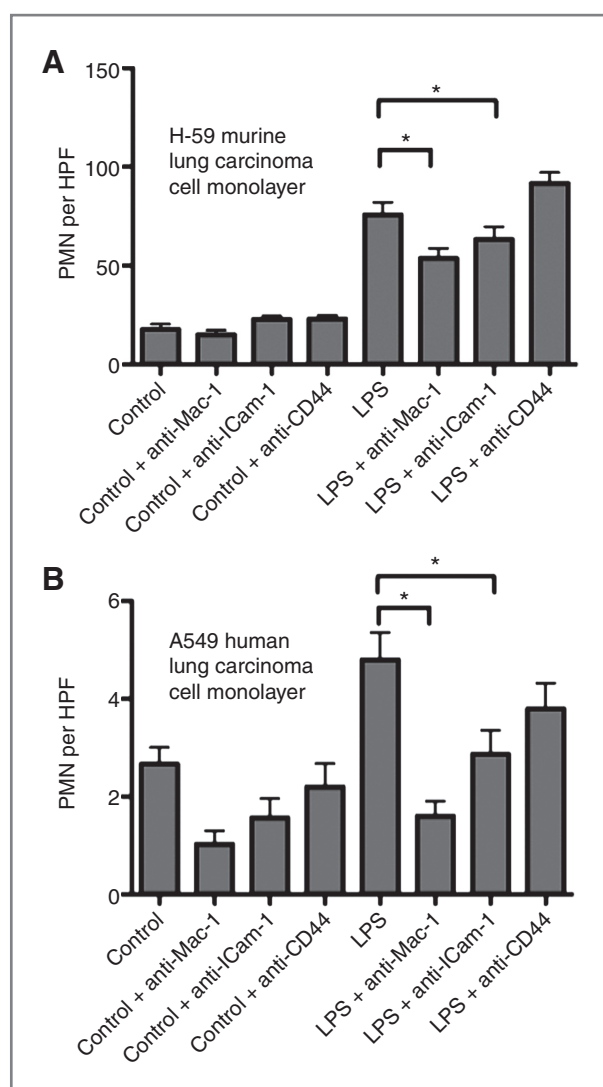 A
150
100
50
0
PMN per HPF
H-59 murine
lung carcinoma
cell monolayer
*
*
Control
Control + anti-Mac-1
Control + anti-ICam-1
Control + anti-CD44
LPS
LPS + anti-Mac-1
LPS + anti-ICam-1
LPS + anti-CD44
B
6
4
2
0
PMN per HPF
A549 human
lung carcinoma
cell monolayer
*
*
Control
Control + anti-Mac-1
Control + anti-ICam-1
Control + anti-CD44
LPS
LPS + anti-Mac-1
LPS + anti-ICam-1
LPS + anti-CD44